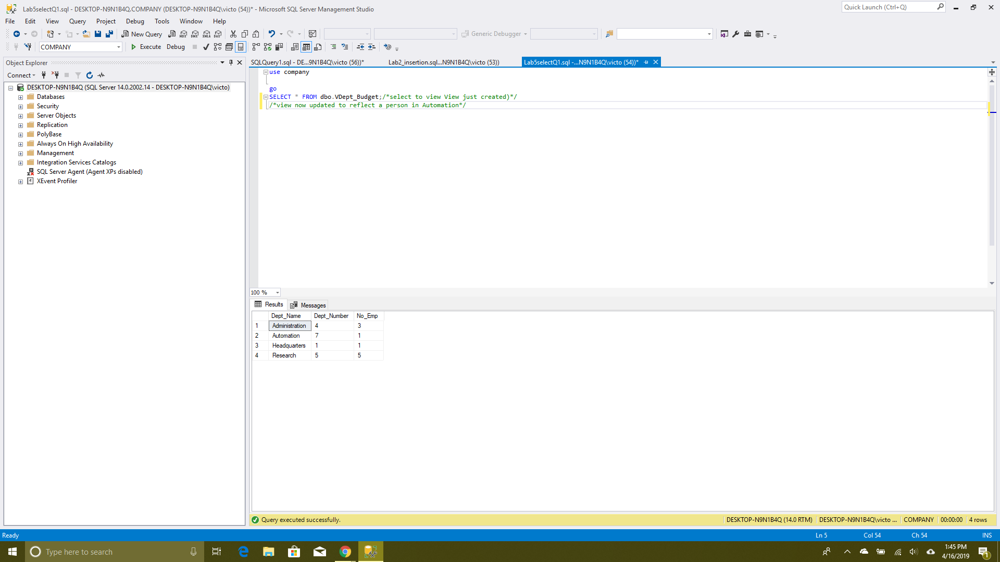 Lab5selectQ1.sql - DESKTOP-N9N1B4Q.COMPANY (DESKTOP-N9N1B4Q\victo (54))* - Microsoft SQL Server Management Studio
Quick Launch (Ctrl+Q)
File Edit View Query Project Debug Tools Window Help
New Query
MDX DMX XMLA DAX
Generic Debugger
COMPANY
Execute Debug
Object Explorer
SQLQuery1.sql - DE...9N1B4Q\victo (56))*
Lab2_insertion.sql...N9N1B4Q\victo (53))
Lab5selectQ1.sql -...N9N1B4Q\victo (54))*
Connect
DESKTOP-N9N1B4Q (SQL Server 14.0.2002.14 - DESKTOP-N9N1B4Q\victo)
Databases
Security
Server Objects
Replication
PolyBase
Always On High Availability
Management
Integration Services Catalogs
SQL Server Agent (Agent XPs disabled)
XEvent Profiler
use company
go
SELECT * FROM dbo.VDept_Budget;/*select to view View just created)*/
/*view now updated to reflect a person in Automation*/
100 %
Results Messages
Dept_Name Dept_Number No_Emp
1 Administration 4 3
2 Automation 7 1
3 Headquarters 1 1
4 Research 5 5
Query executed successfully.
DESKTOP-N9N1B4Q (14.0 RTM) DESKTOP-N9N1B4Q\victo ... COMPANY 00:00:00 4 rows
Ready
Ln 5 Col 54 Ch 54 INS
Type here to search
1:45 PM
4/16/2019
1